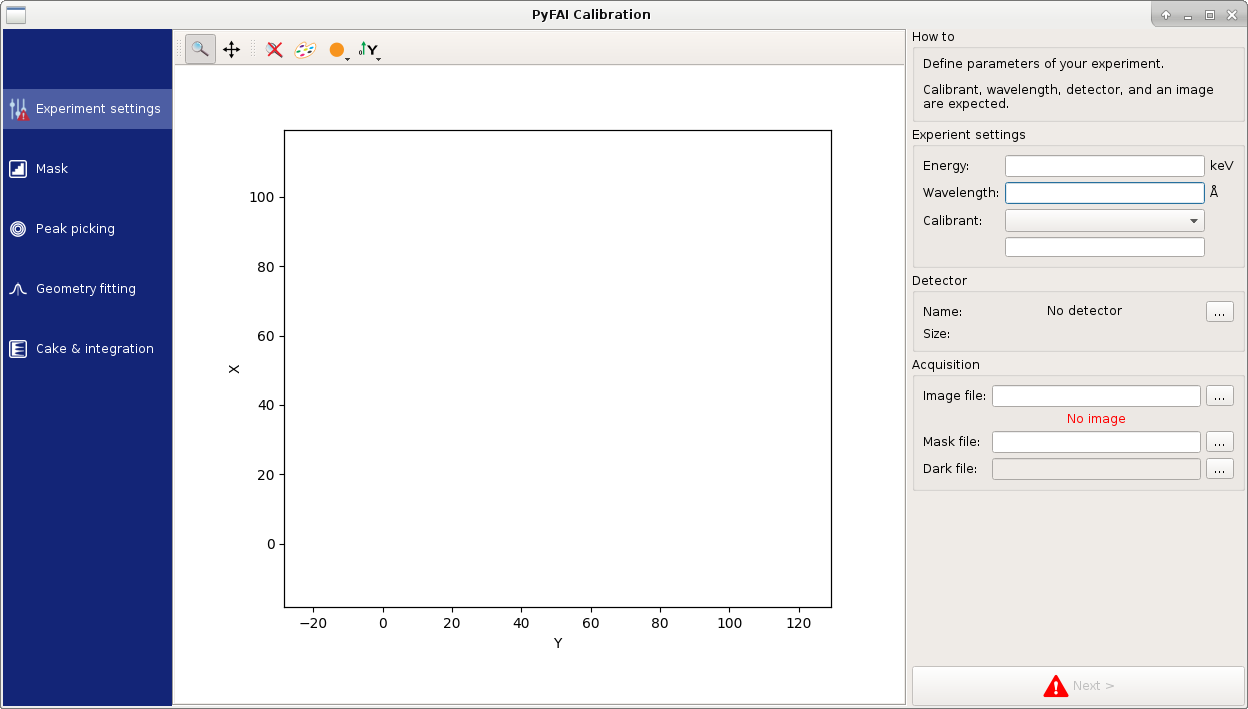 PyFAI Calibration
Experiment settings
Mask
Peak picking
Geometry fitting
Cake & integration
Y
X
100
80
60
40
20
0
−20 0 20 40 60 80 100 120
Y
How to
Define parameters of your experiment.
Calibrant, wavelength, detector, and an image
are expected.
Experient settings
Energy: keV
Wavelength: Å
Calibrant:
Detector
Name: No detector ...
Size:
Acquisition
Image file: ...
No image
Mask file: ...
Dark file: ...
Next >